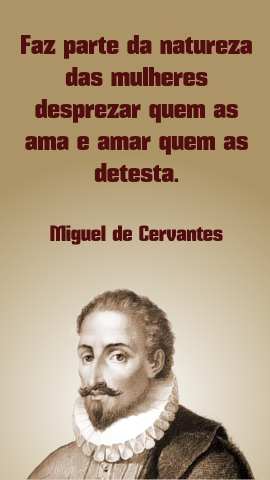 Faz parte da natureza
das mulheres
desprezar quem as
ama e amar quem as
detesta.
Miguel de Cervantes